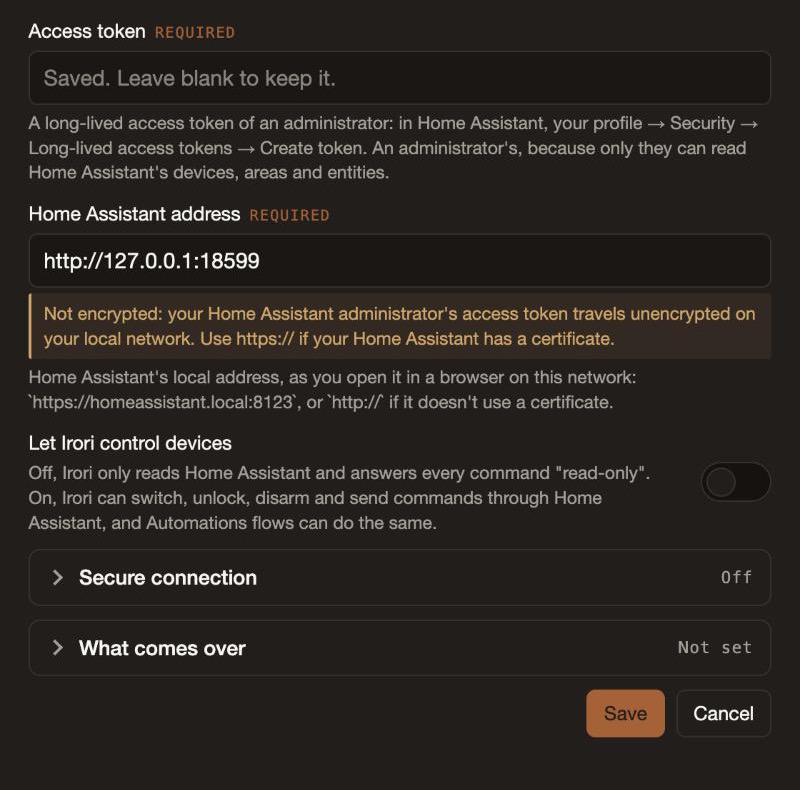 Access token REQUIRED
Saved. Leave blank to keep it.
A long-lived access token of an administrator: in Home Assistant, your profile → Security →
Long-lived access tokens → Create token. An administrator's, because only they can read
Home Assistant's devices, areas and entities.
Home Assistant address REQUIRED
http://127.0.0.1:18599
Not encrypted: your Home Assistant administrator's access token travels unencrypted on
your local network. Use https:// if your Home Assistant has a certificate.
Home Assistant's local address, as you open it in a browser on this network:
`https://homeassistant.local:8123`, or `http://` if it doesn't use a certificate.
Let Irori control devices
Off, Irori only reads Home Assistant and answers every command "read-only".
On, Irori can switch, unlock, disarm and send commands through Home
Assistant, and Automations flows can do the same.
Secure connection Off
What comes over Not set
Save Cancel